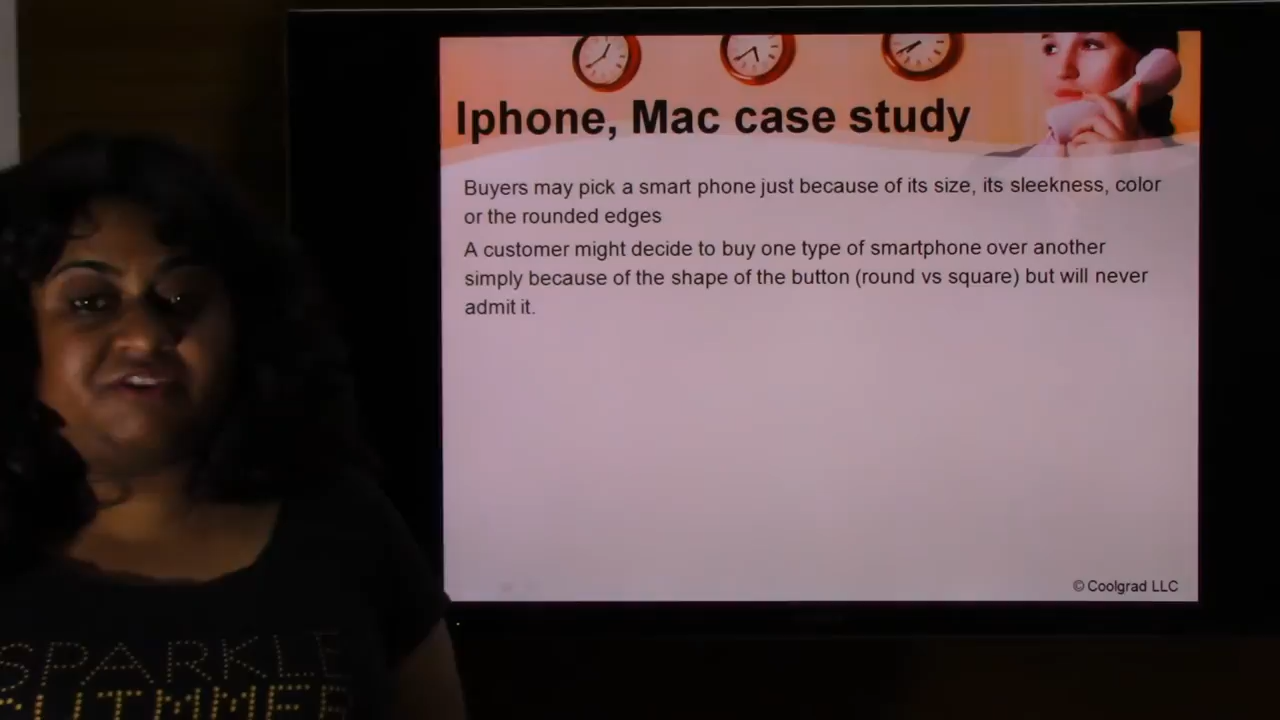 Iphone, Mac case study
Buyers may pick a smart phone just because of its size, its sleekness, color
or the rounded edges
A customer might decide to buy one type of smartphone over another
simply because of the shape of the button (round vs square) but will never
admit it.
© Coolgrad LLC
SPARKLE